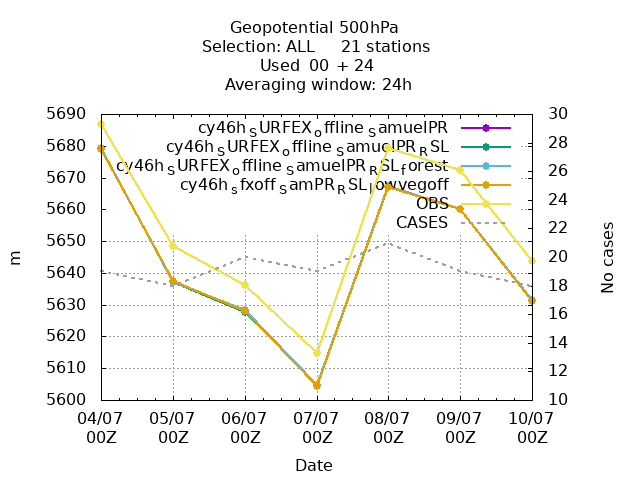 Geopotential 500hPa
Selection: ALL 21 stations
Used 00 + 24
Averaging window: 24h
5690
5680
5670
5660
5650
5640
5630
5620
5610
5600
30
28
26
24
22
20
18
16
14
12
10
cy46h_SURFEX_offline_SamuelPR
cy46h_SURFEX_offline_SamuelPR_RSL
cy46h_SURFEX_offline_SamuelPR_RSL_forest
cy46h_sfxoff_SamPR_RSL_lowvegoff
OBS
CASES
m
No cases
04/07 05/07 06/07 07/07 08/07 09/07 10/07
00Z 00Z 00Z 00Z 00Z 00Z 00Z
Date